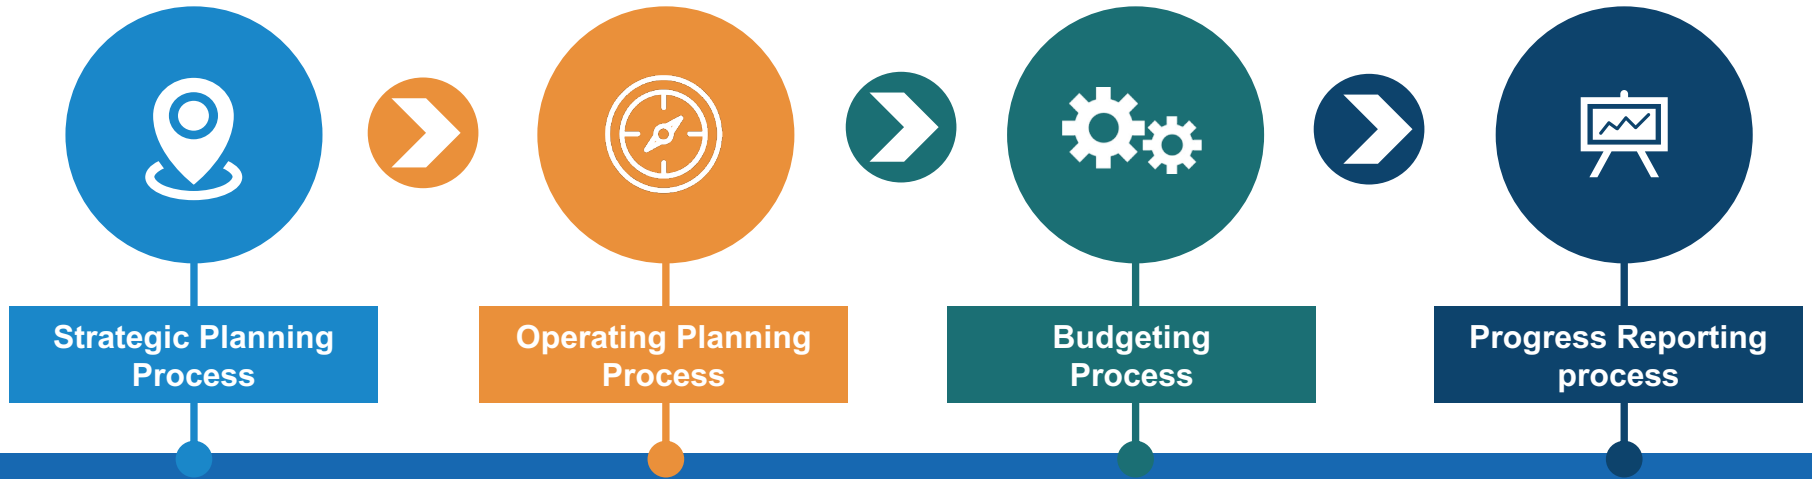 Strategic Planning
Process
Operating Planning
Process
Budgeting
Process
Progress Reporting
process